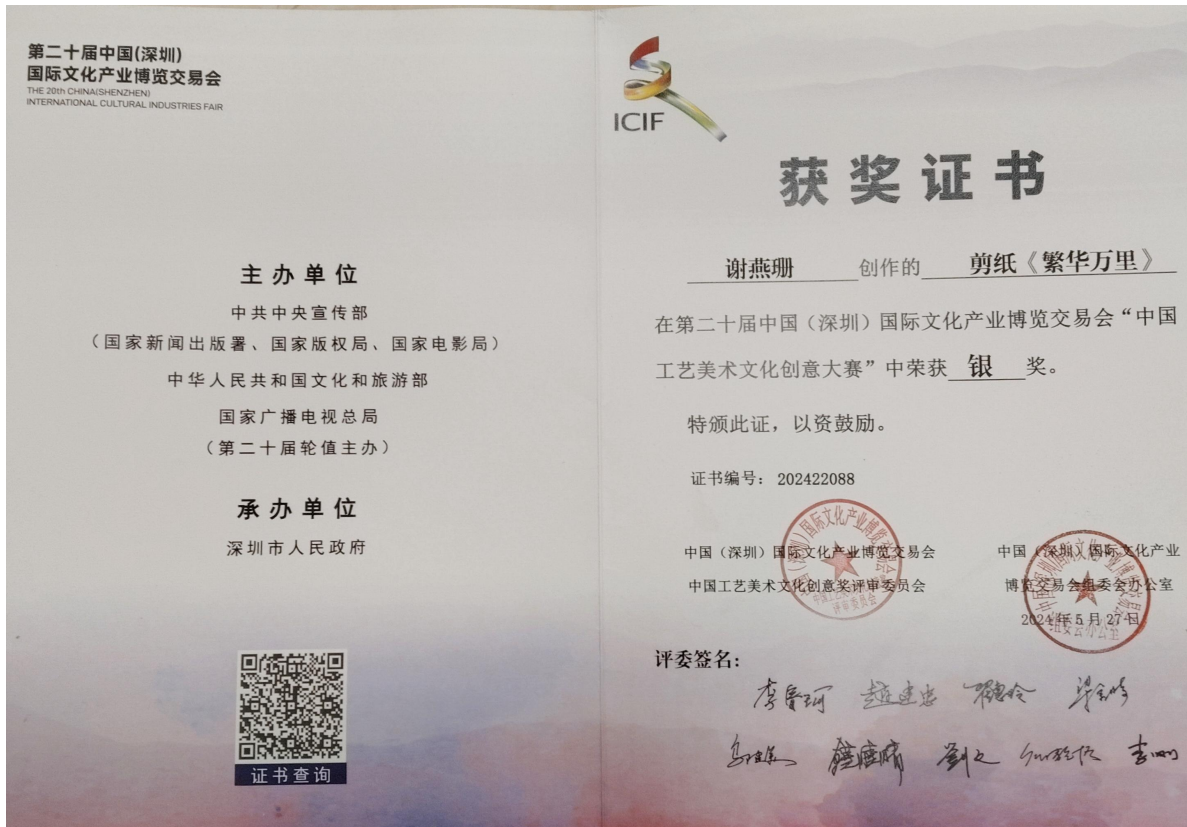 第二十届中国(深圳)
国际文化产业博览交易会
THE 20th CHINA(SHENZHEN)
INTERNATIONAL CULTURAL INDUSTRIES FAIR
主办单位
中共中央宣传部
（国家新闻出版署、国家版权局、国家电影局）
中华人民共和国文化和旅游部
国家广播电视总局
（第二十届轮值主办）
承办单位
深圳市人民政府
证书查询
ICIF
获奖证书
谢燕珊 创作的 剪纸《繁华万里》
在第二十届中国（深圳）国际文化产业博览交易会“中国
工艺美术文化创意大赛”中荣获 银 奖。
特颁此证，以资鼓励。
证书编号：202422088
中国（深圳）国际文化产业博览交易会
中国工艺美术文化创意奖评审委员会
中国（深圳）国际文化产业
博览交易会组委会办公室
2024年5月27日
评委签名：